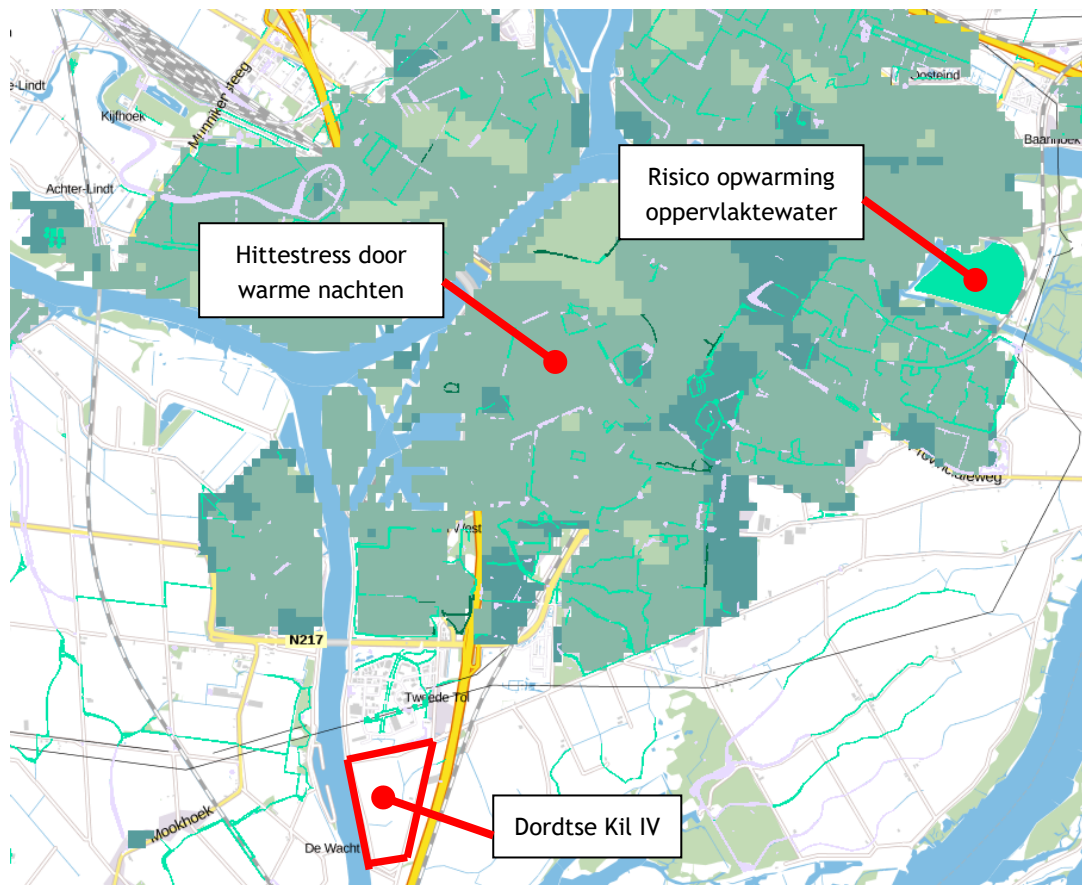 e-Lindt
Kijfhoek
Munnikensteeg
Achter-Lindt
Oosteind
Baanhoek
Risico opwarming
oppervlaktewater
Hittestress door
warme nachten
West
N217
Tweede Tol
Mookhoek
De Wacht
Dordtse Kil IV